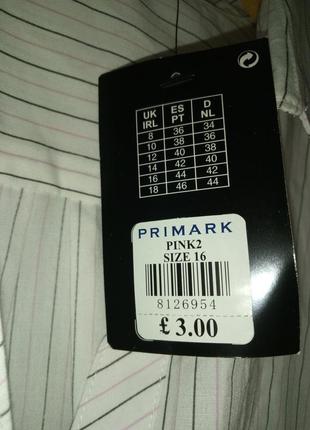 UK ES D
IRL PT NL
8 36 34
10 38 36
12 40 38
14 42 40
16 44 42
18 46 44
PRIMARK
PINK2
SIZE 16
8126954
£ 3.00